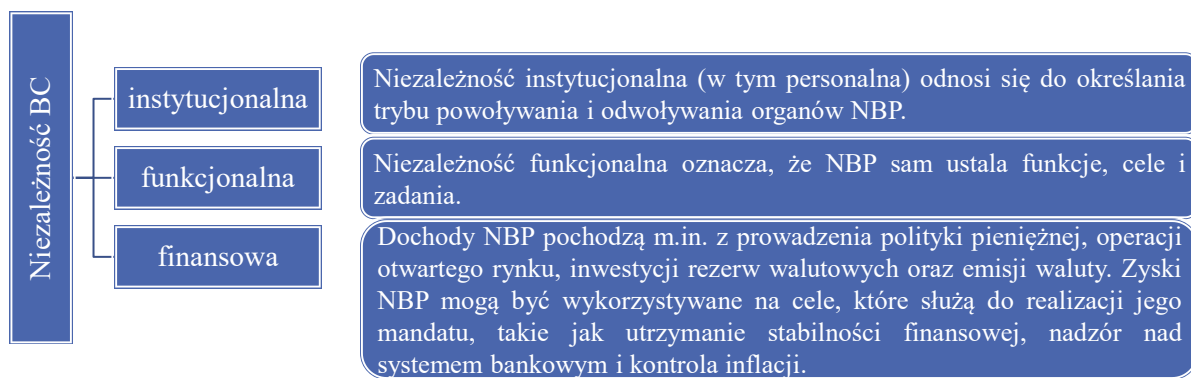 Niezależność BC
instytucjonalna
Niezależność instytucjonalna (w tym personalna) odnosi się do określania
trybu powoływania i odwoływania organów NBP.
funkcjonalna
Niezależność funkcjonalna oznacza, że NBP sam ustala funkcje, cele i
zadania.
finansowa
Dochody NBP pochodzą m.in. z prowadzenia polityki pieniężnej, operacji
otwartego rynku, inwestycji rezerw walutowych oraz emisji waluty. Zyski
NBP mogą być wykorzystywane na cele, które służą do realizacji jego
mandatu, takie jak utrzymanie stabilności finansowej, nadzór nad
systemem bankowym i kontrola inflacji.